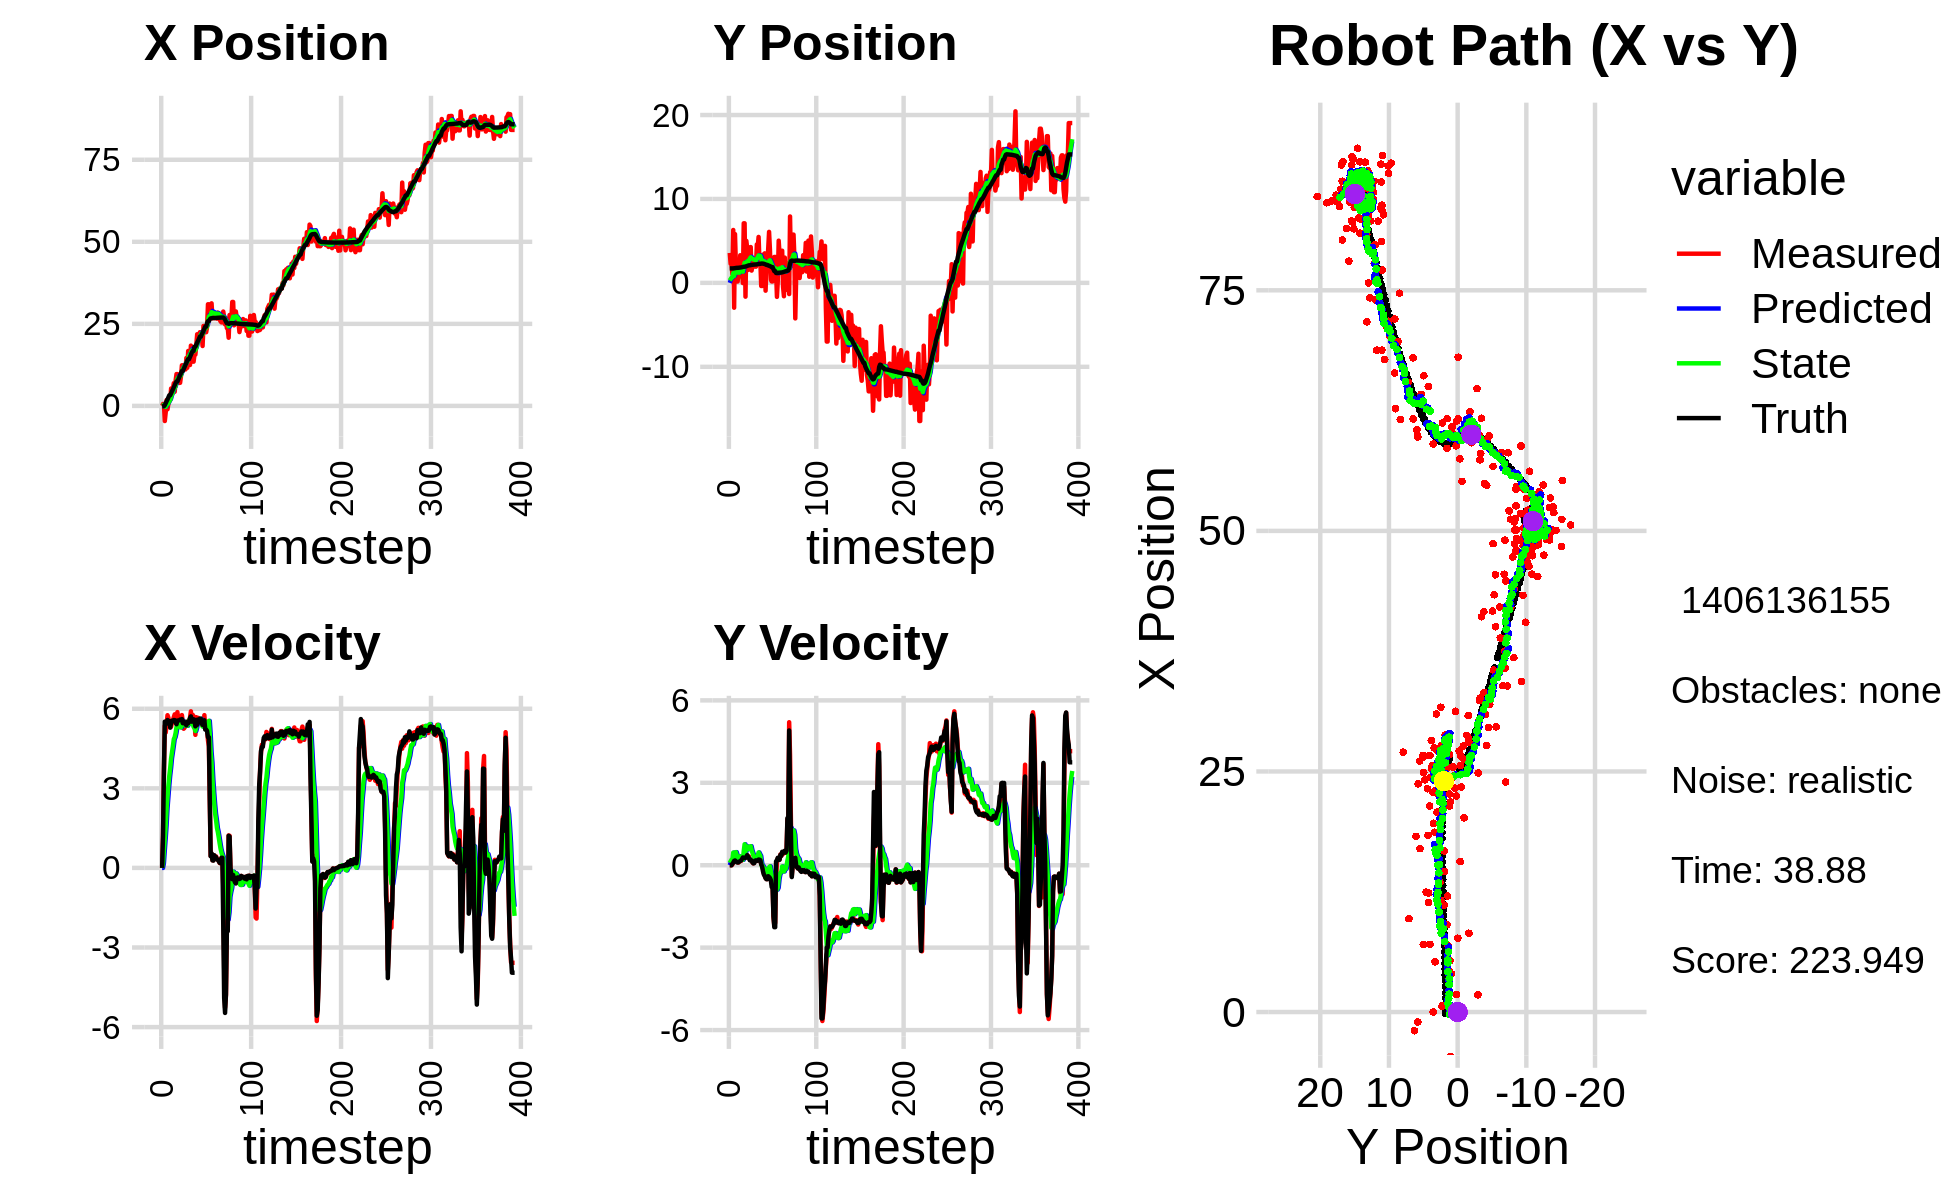 X Position
75
50
25
0
0
100
200
300
400
timestep
Y Position
20
10
0
-10
0
100
200
300
400
timestep
X Velocity
6
3
0
-3
-6
0
100
200
300
400
timestep
Y Velocity
6
3
0
-3
-6
0
100
200
300
400
timestep
Robot Path (X vs Y)
X Position
75
50
25
0
20 10 0 -10 -20
Y Position
variable
Measured
Predicted
State
Truth
1406136155
Obstacles: none
Noise: realistic
Time: 38.88
Score: 223.949